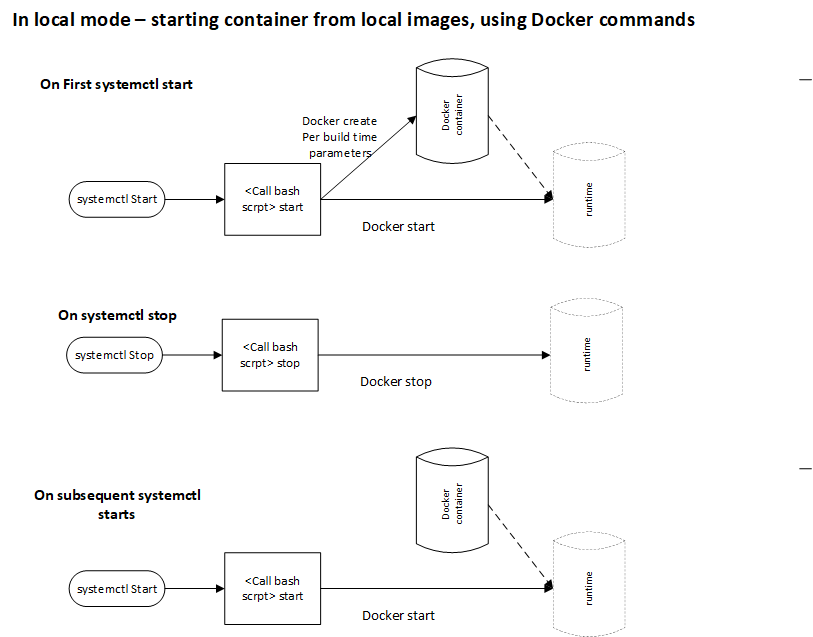 In local mode – starting container from local images, using Docker commands
On First systemctl start
Docker create
Per build time
parameters
Docker
container
systemctl Start
<Call bash
scrpt> start
runtime
Docker start
On systemctl stop
systemctl Stop
<Call bash
scrpt> stop
runtime
Docker stop
On subsequent systemctl
starts
Docker
container
systemctl Start
<Call bash
scrpt> start
runtime
Docker start